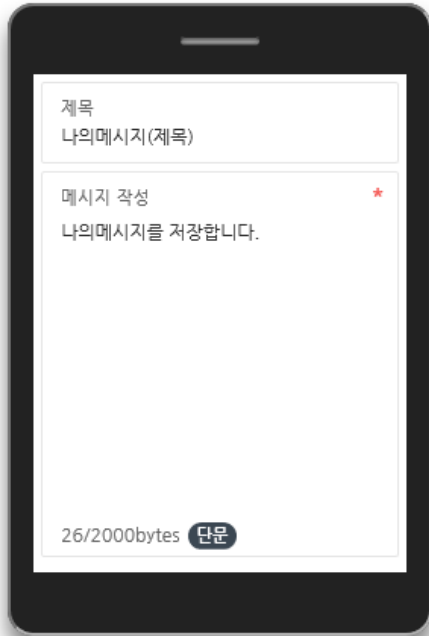 제목
나의메시지(제목)
메시지 작성 *
나의메시지를 저장합니다.
26/2000bytes 단문